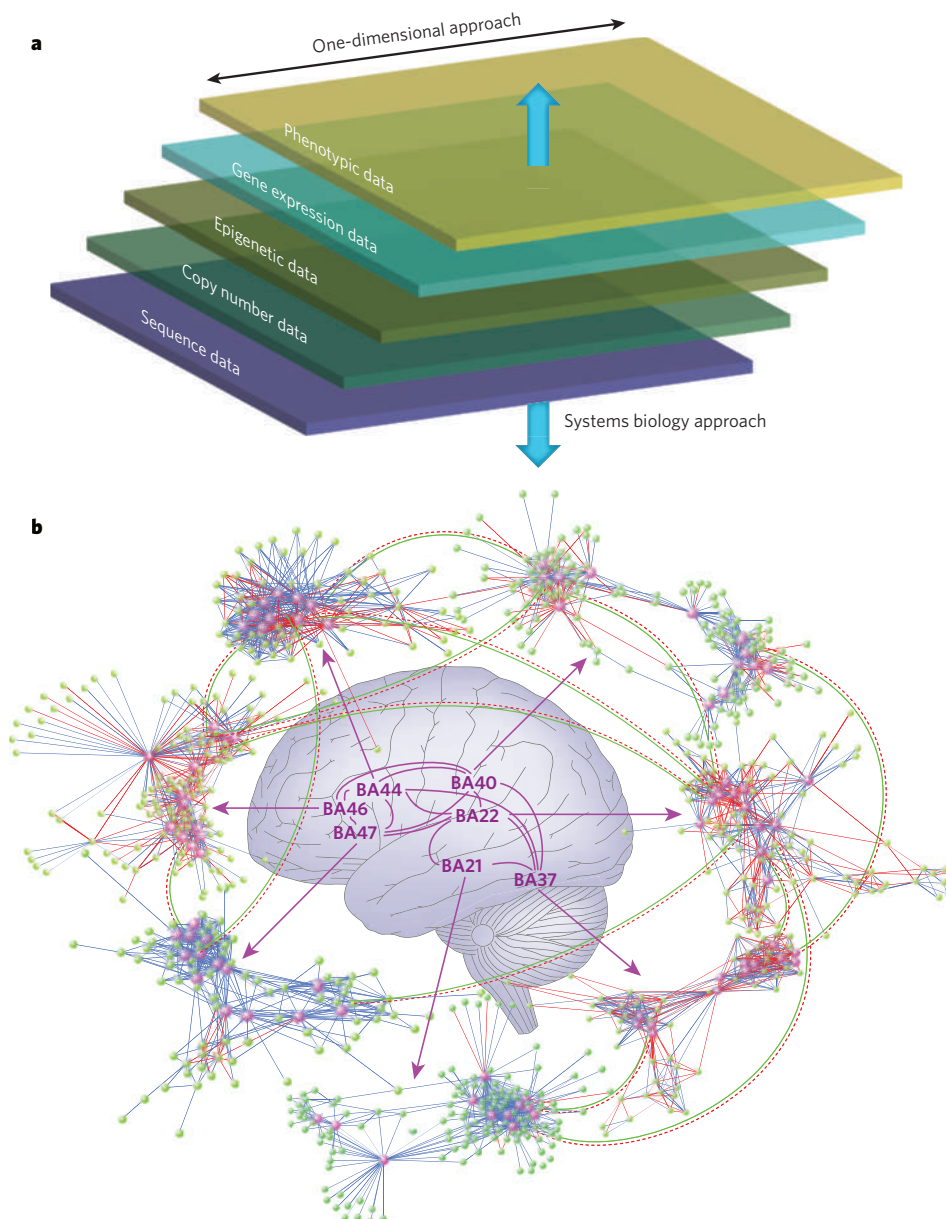 a
One-dimensional approach
Phenotypic data
Gene expression data
Epigenetic data
Copy number data
Sequence data
Systems biology approach
b
BA44
BA40
BA46
BA22
BA47
BA21
BA37